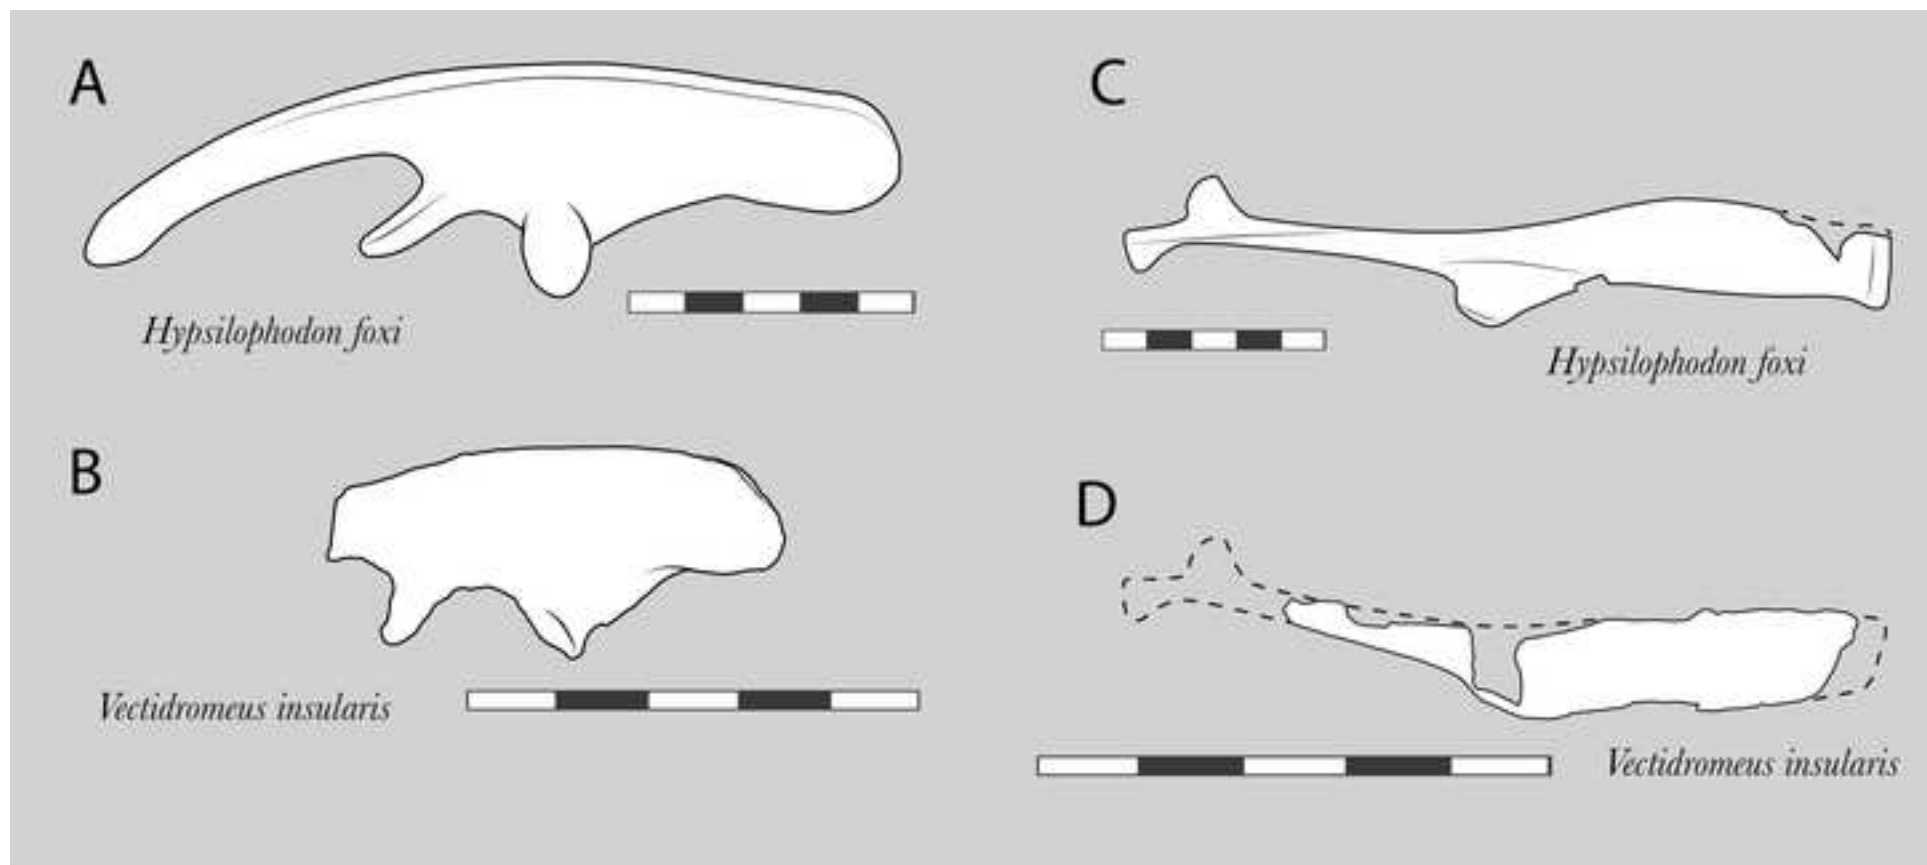 A
Hypsilophodon foxi
B
Vectidromeus insularis
C
Hypsilophodon foxi
D
Vectidromeus insularis